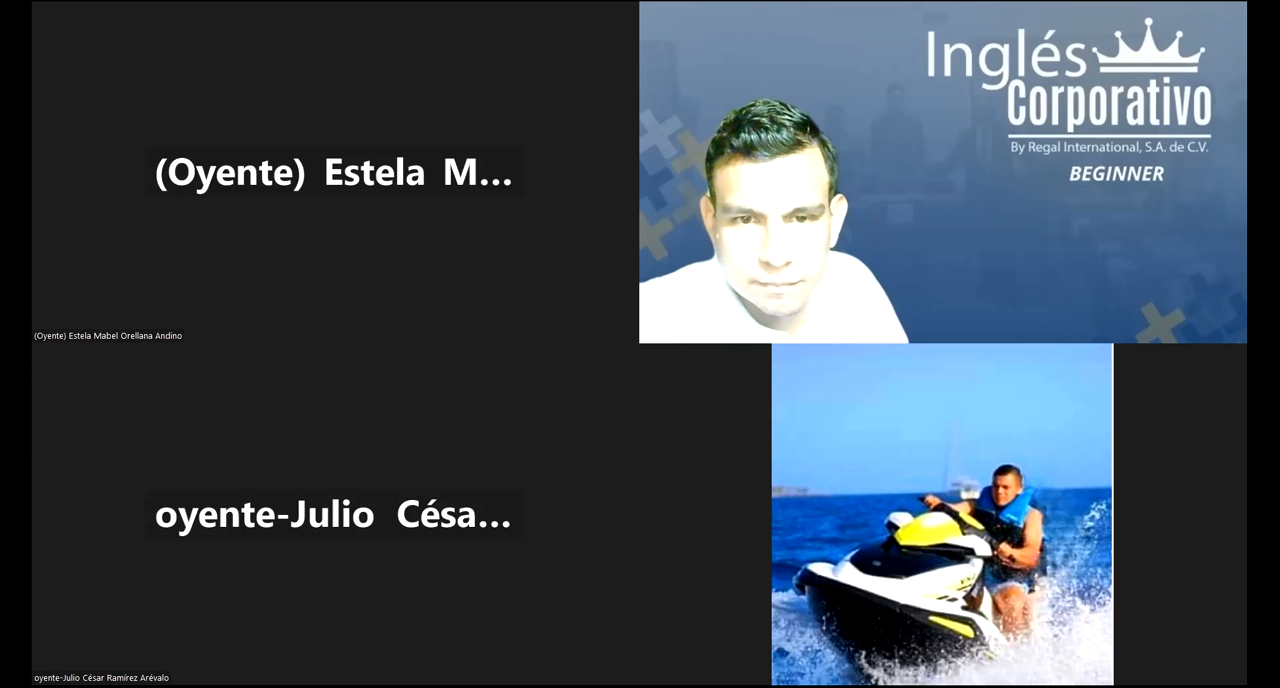 (Oyente) Estela M...
(Oyente) Estela Mabel Orellana Andino
Inglés
Corporativo
By Regal International, S.A. de C.V.
BEGINNER
oyente-Julio Césa...
oyente-Julio César Ramírez Arévalo